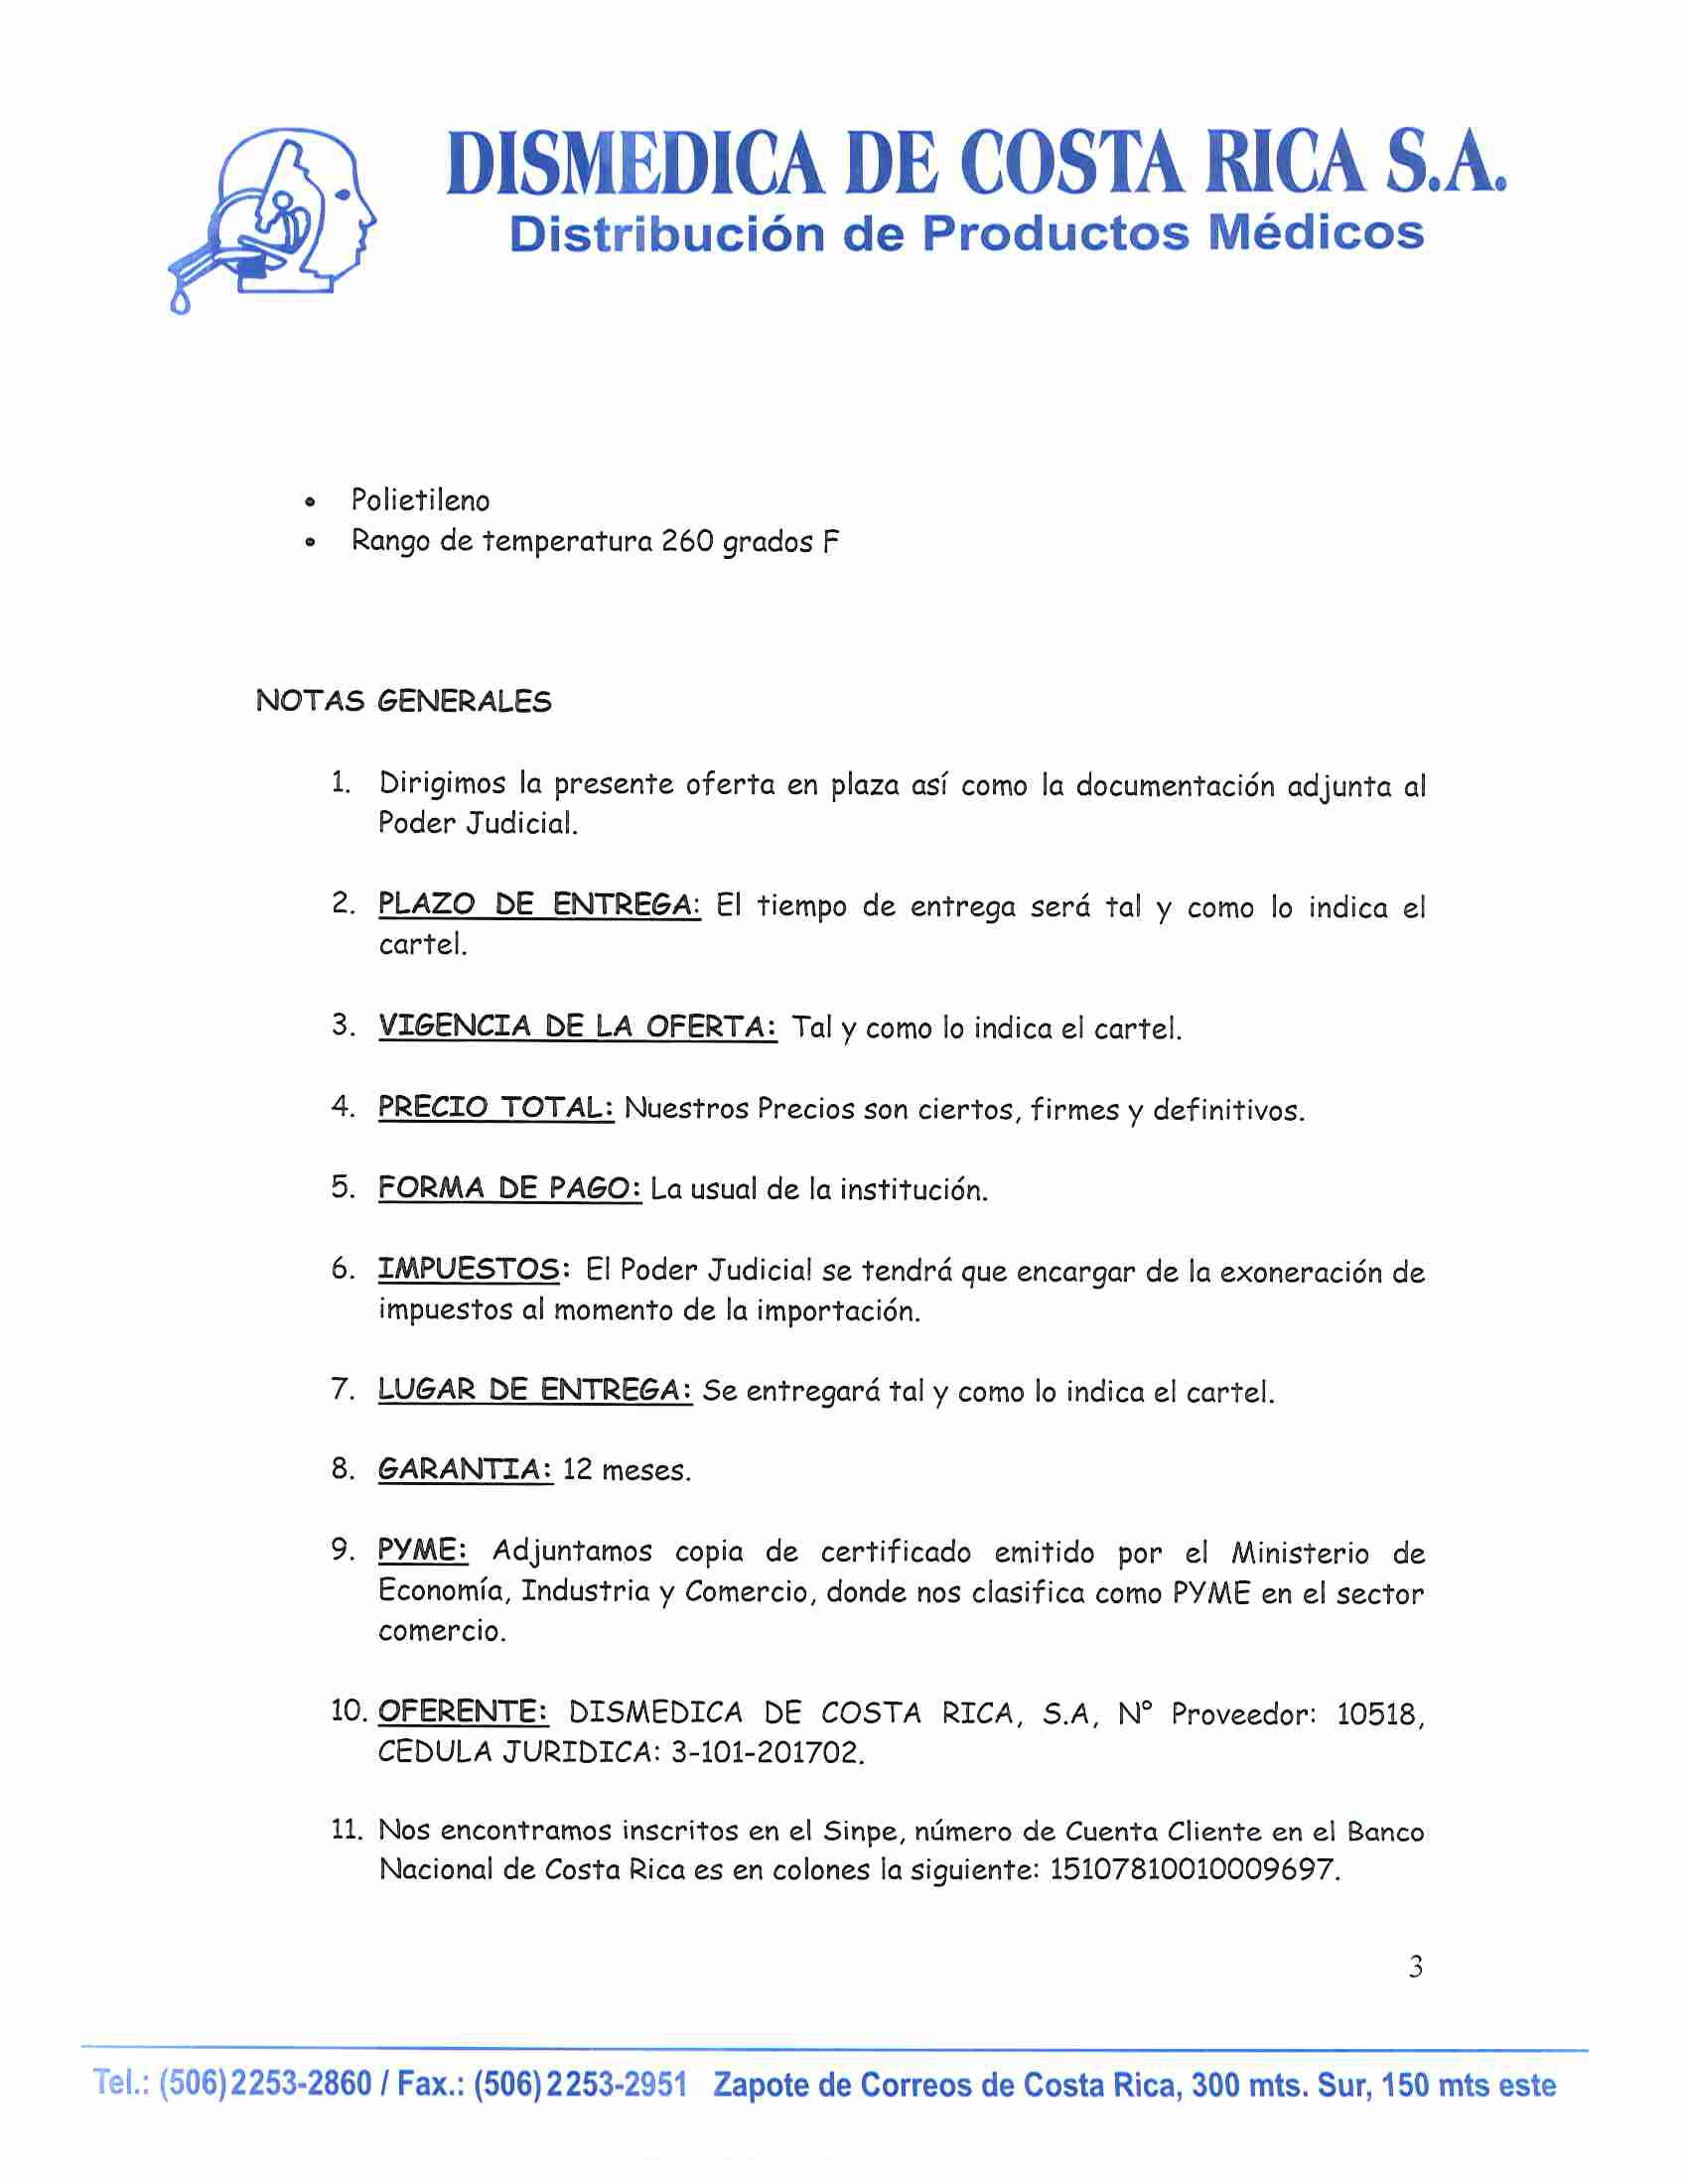 DISMEDICA DE COSTA RICA S.A.
Distribución de Productos Médicos
• Polietileno
• Rango de temperatura 260 grados F
NOTAS GENERALES
1. Dirigimos la presente oferta en plaza así como la documentación adjunta al
Poder Judicial.
2. PLAZO DE ENTREGA: El tiempo de entrega será tal y como lo indica el
cartel.
3. VIGENCIA DE LA OFERTA: Tal y como lo indica el cartel.
4. PRECIO TOTAL: Nuestros Precios son ciertos, firmes y definitivos.
5. FORMA DE PAGO: La usual de la institución.
6. IMPUESTOS: El Poder Judicial se tendrá que encargar de la exoneración de
impuestos al momento de la importación.
7. LUGAR DE ENTREGA: Se entregará tal y como lo indica el cartel.
8. GARANTIA: 12 meses.
9. PYME: Adjuntamos copia de certificado emitido por el Ministerio de
Economía, Industria y Comercio, donde nos clasifica como PYME en el sector
comercio.
10. OFERENTE: DISMEDICA DE COSTA RICA, S.A, N° Proveedor: 10518,
CEDULA JURIDICA: 3-101-201702.
11. Nos encontramos inscritos en el Sinpe, número de Cuenta Cliente en el Banco
Nacional de Costa Rica es en colones la siguiente: 15107810010009697.
3
Tel.: (506)2253-2860 / Fax.: (506)2253-2951 Zapote de Correos de Costa Rica, 300 mts. Sur, 150 mts este